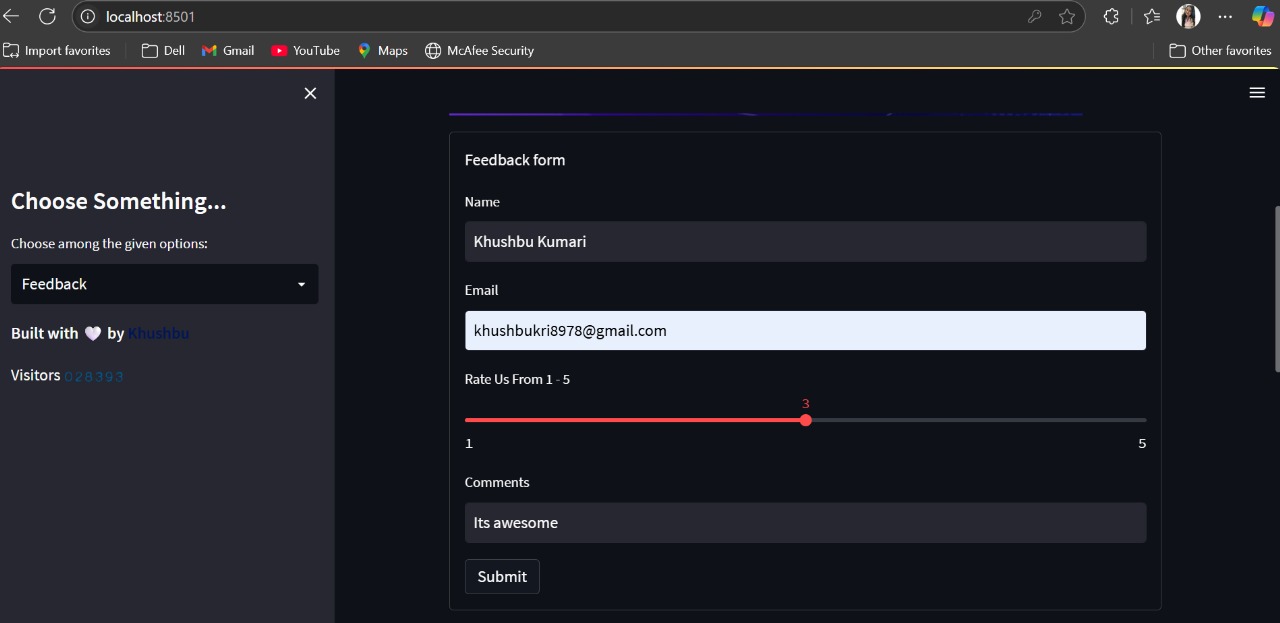 localhost:8501
Import favorites
Dell
Gmail
YouTube
Maps
McAfee Security
Other favorites
Choose Something...
Choose among the given options:
Feedback
Built with 🤍 by Khushbu
Visitors 028393
Feedback form
Name
Khushbu Kumari
Email
khushbukri8978@gmail.com
Rate Us From 1 - 5
3
1
5
Comments
Its awesome
Submit